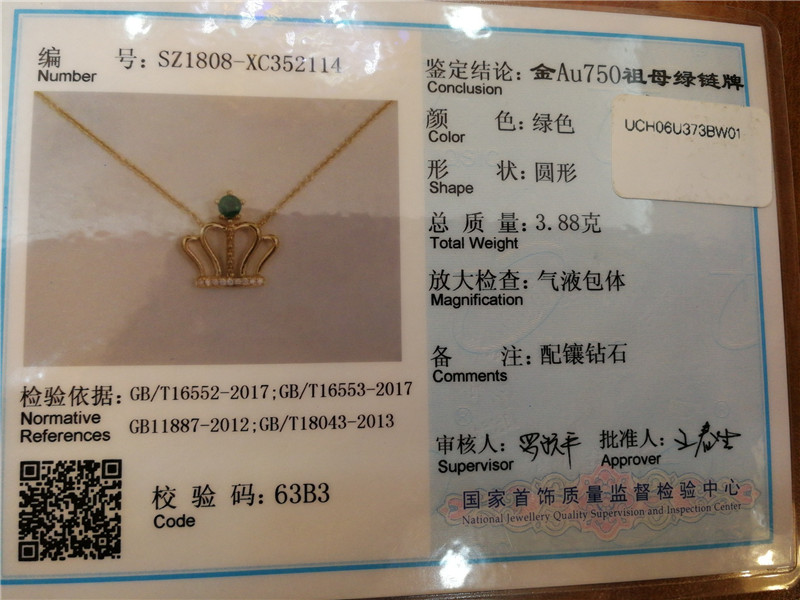 编 号: SZ1808-XC352114
Number
检验依据: GB/T16552-2017;GB/T16553-2017
Normative
References GB11887-2012;GB/T18043-2013
校 验 码: 63B3
Code
鉴定结论: 金Au750祖母绿链牌
Conclusion
UCH06U373BW01
颜 色: 绿色
Color
形 状: 圆形
Shape
总 质 量: 3.88克
Total Weight
放大检查: 气液包体
Magnification
备 注: 配镶钻石
Comments
审核人: 批准人:
Supervisor Approver
国家首饰质量监督检验中心
National Jewellery Quality Supervision and Inspection Center